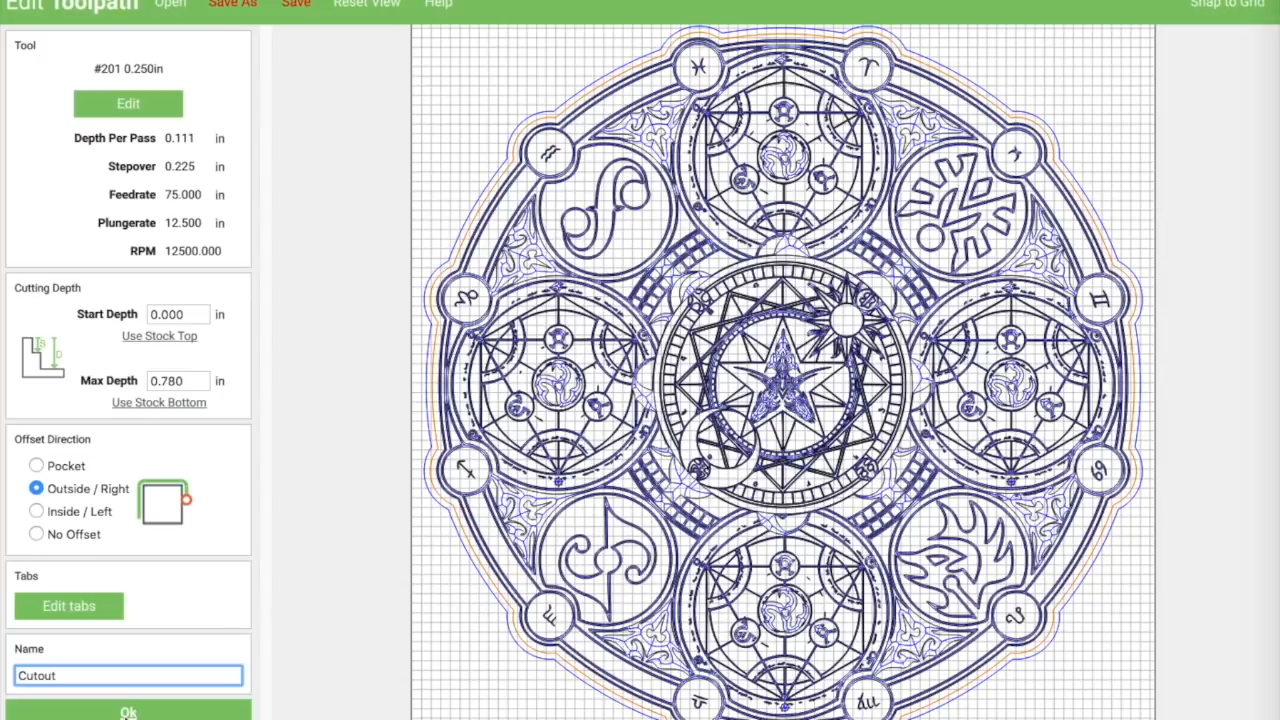 Edit Toolpath Open Save As Save Reset View Help Snap to Grid
Tool
#201 0.250in
Edit
Depth Per Pass 0.111 in
Stepover 0.225 in
Feedrate 75.000 in
Plungerate 12.500 in
RPM 12500.000
Cutting Depth
Start Depth 0.000 in
Use Stock Top
S
D
Max Depth 0.780 in
Use Stock Bottom
Offset Direction
Pocket
Outside / Right
Inside / Left
No Offset
Tabs
Edit tabs
Name
Cutout
Ok
♓ ♈
♒
♑ ♊
♐ ♋
♌
♎